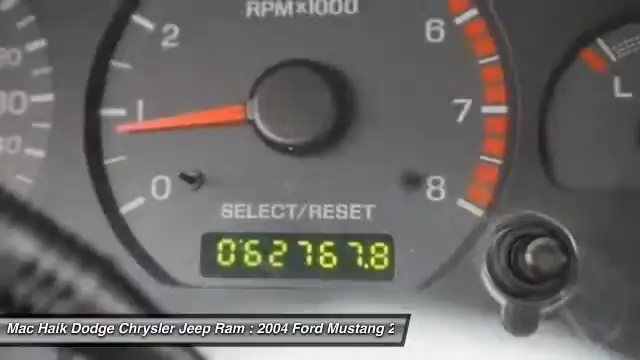 RPM×1000
2
6
1
7
0
8
L
SELECT/RESET
062767.8
Mac Haik Dodge Chrysler Jeep Ram : 2004 Ford Mustang 2